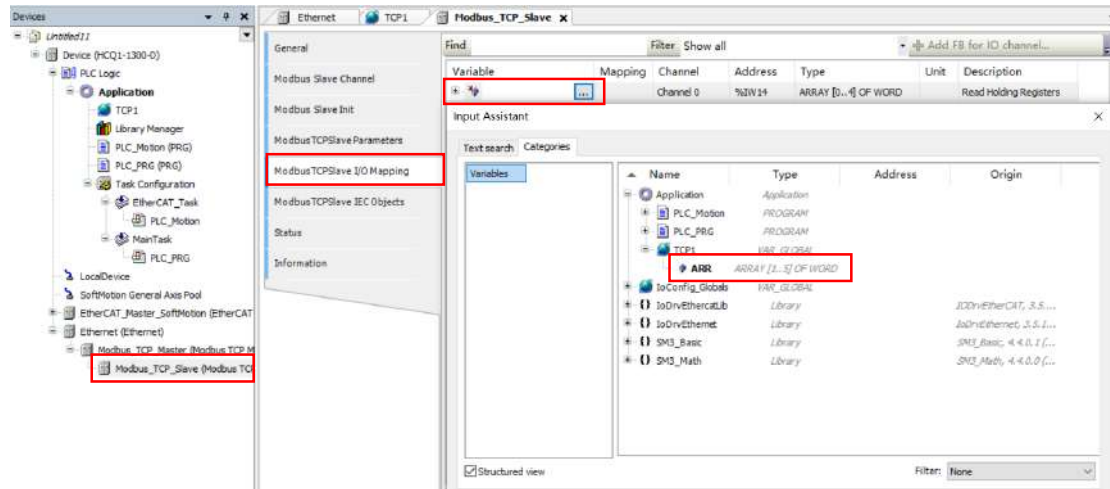 Devices
Untitled11
Device (HCQ1-1300-D)
PLC Logic
Application
TCP1
Library Manager
PLC_Motion (PRG)
PLC_PRG (PRG)
Task Configuration
EtherCAT_Task
PLC_Motion
MainTask
PLC_PRG
LocalDevice
SoftMotion General Axis Pool
EtherCAT_Master_SoftMotion (EtherCAT
Ethernet (Ethernet)
Modbus_TCP_Master (Modbus TCP M
Modbus_TCP_Slave (Modbus TCP
Ethernet TCP1 Modbus_TCP_Slave x
General
Modbus Slave Channel
Modbus Slave Init
ModbusTCPSlave Parameters
ModbusTCPSlave I/O Mapping
ModbusTCPSlave IEC Objects
Status
Information
Find Filter Show all Add FB for IO channel...
Variable Mapping Channel Address Type Unit Description
... Channel 0 %IW14 ARRAY [0..4] OF WORD Read Holding Registers
Input Assistant
Text search Categories
Variables
Name Type Address Origin
Application Application
PLC_Motion PROGRAM
PLC_PRG PROGRAM
TCP1 VAR_GLOBAL
ARR ARRAY [1..5] OF WORD
IoConfig_Globals VAR_GLOBAL
{} IoDrvEthercatLib Library IODrvEtherCAT, 3.5....
{} IoDrvEthernet Library IoDrvEthernet, 3.5.1...
{} SM3_Basic Library SM3_Basic, 4.4.0.1 (...
{} SM3_Math Library SM3_Math, 4.4.0.0 (...
Structured view Filter: None